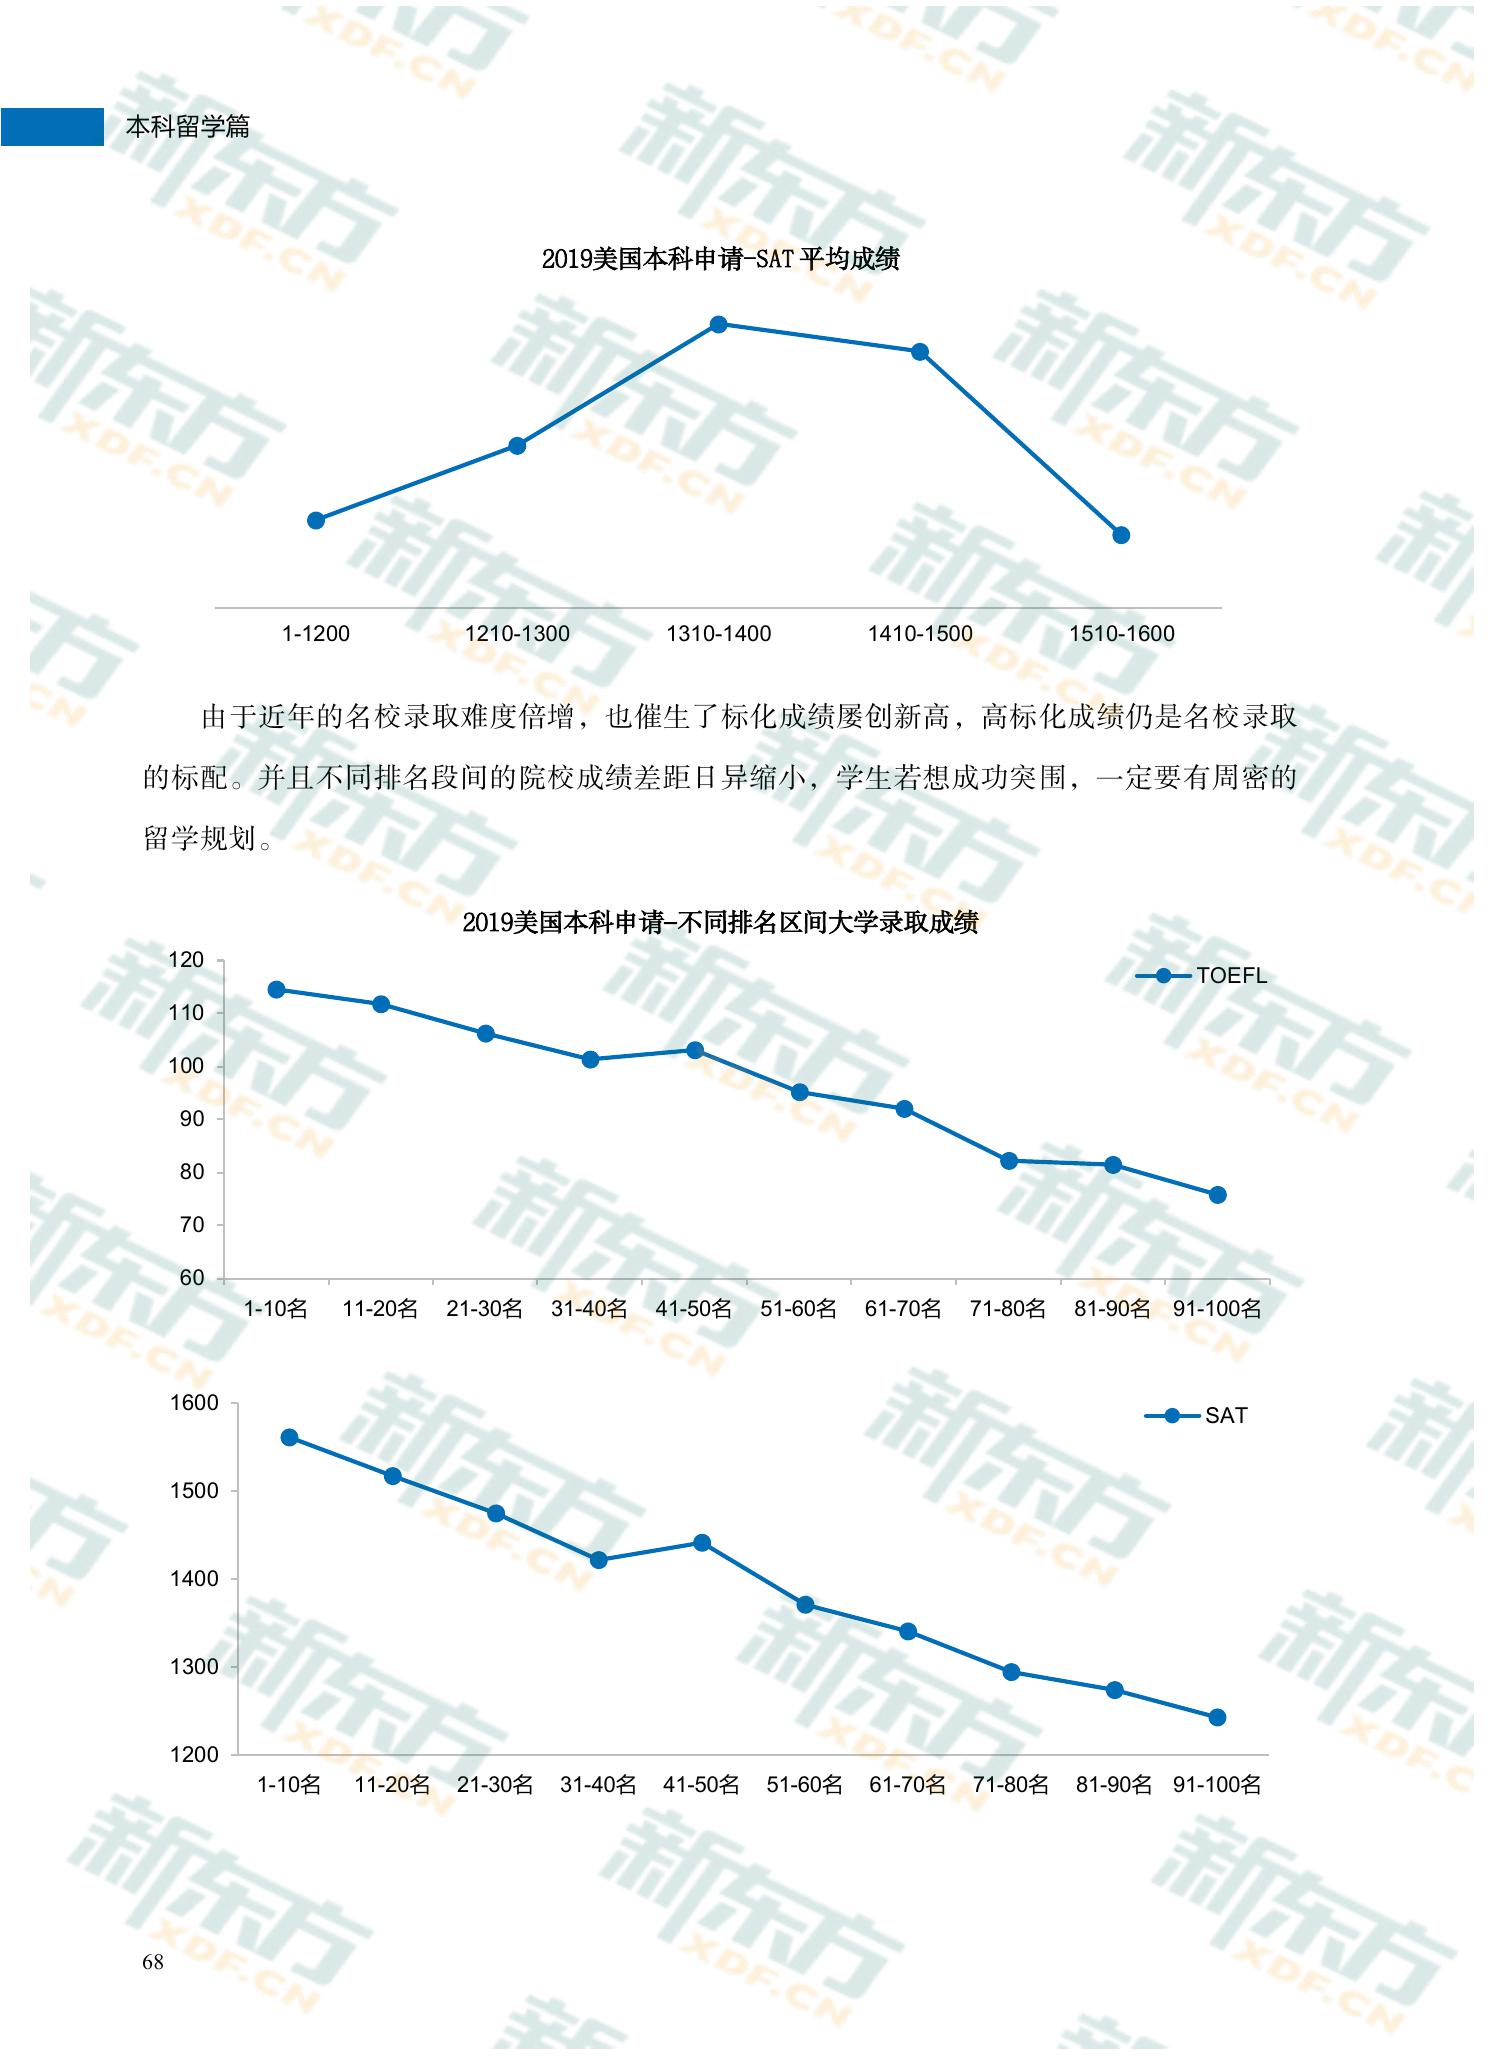 本科留学篇
2019美国本科申请-SAT平均成绩
1-1200 1210-1300 1310-1400 1410-1500 1510-1600
由于近年的名校录取难度倍增，也催生了标化成绩屡创新高，高标化成绩仍是名校录取
的标配。并且不同排名段间的院校成绩差距日异缩小，学生若想成功突围，一定要有周密的
留学规划。
2019美国本科申请-不同排名区间大学录取成绩
TOEFL
120
110
100
90
80
70
60
1-10名 11-20名 21-30名 31-40名 41-50名 51-60名 61-70名 71-80名 81-90名 91-100名
SAT
1600
1500
1400
1300
1200
1-10名 11-20名 21-30名 31-40名 41-50名 51-60名 61-70名 71-80名 81-90名 91-100名
68
新东方
XDF.CN